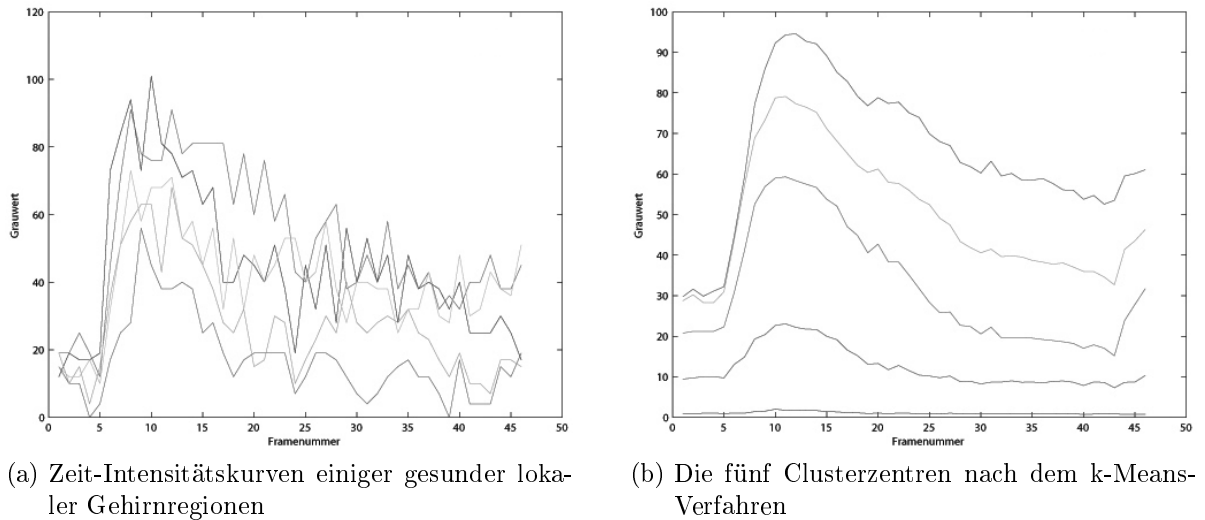 120
100
80
60
40
20
0
Grauwert
0 5 10 15 20 25 30 35 40 45 50
Framenummer
(a) Zeit-Intensitätskurven einiger gesunder loka-
ler Gehirnregionen
100
90
80
70
60
50
40
30
20
10
0
Grauwert
0 5 10 15 20 25 30 35 40 45 50
Framenummer
(b) Die fünf Clusterzentren nach dem k-Means-
Verfahren